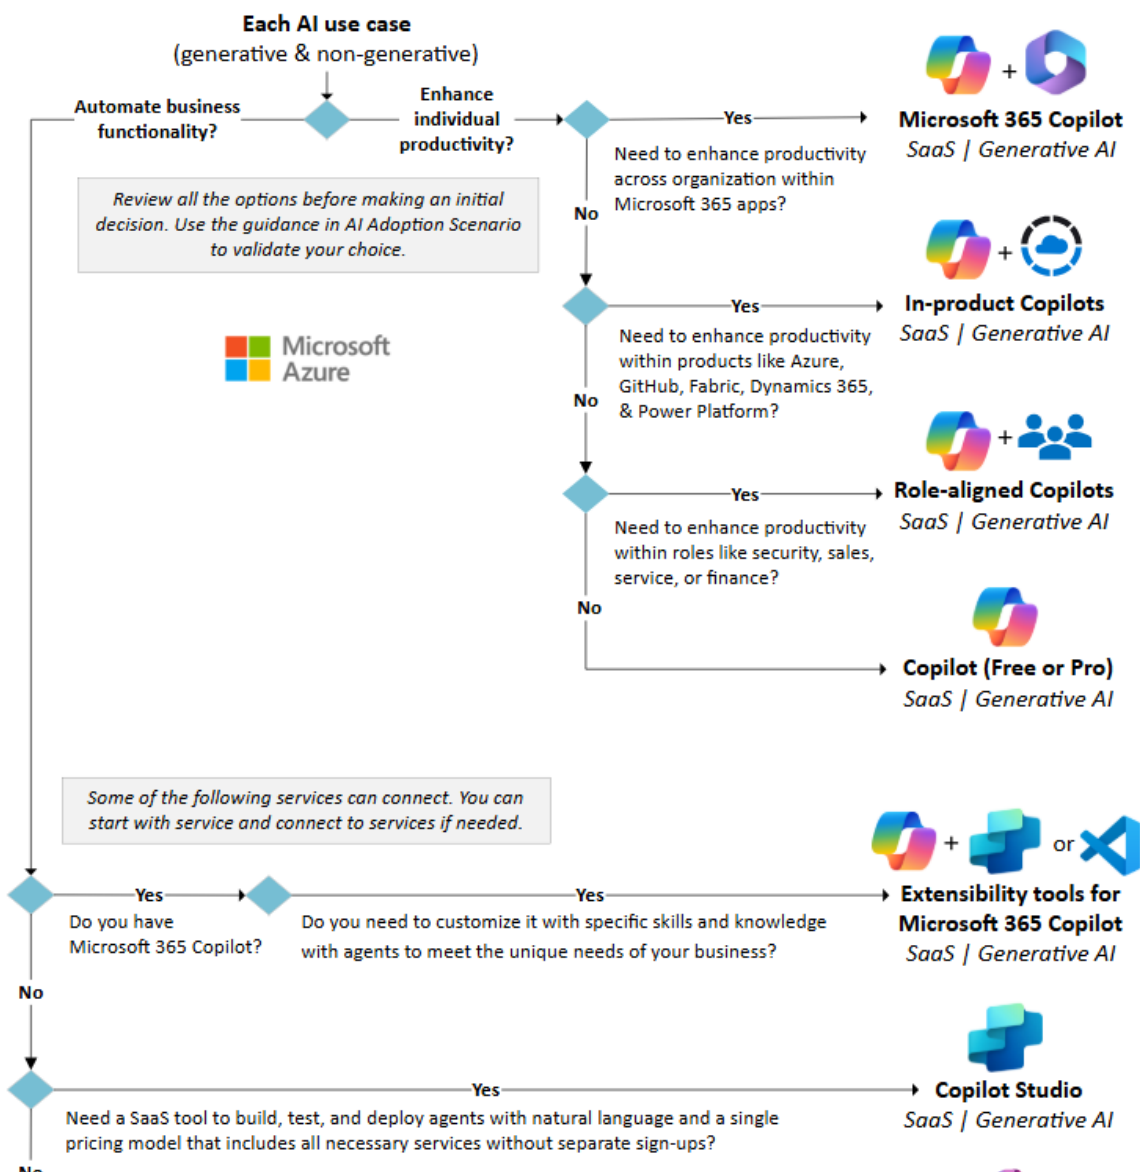 Each AI use case
(generative & non-generative)
Automate business
functionality?
Enhance
individual
productivity?
Yes
Need to enhance productivity
across organization within
Microsoft 365 apps?
+
Microsoft 365 Copilot
SaaS | Generative AI
Review all the options before making an initial
decision. Use the guidance in AI Adoption Scenario
to validate your choice.
No
Microsoft
Azure
Yes
Need to enhance productivity
within products like Azure,
GitHub, Fabric, Dynamics 365,
& Power Platform?
+
In-product Copilots
SaaS | Generative AI
No
Yes
Need to enhance productivity
within roles like security, sales,
service, or finance?
+
Role-aligned Copilots
SaaS | Generative AI
No
Copilot (Free or Pro)
SaaS | Generative AI
Some of the following services can connect. You can
start with service and connect to services if needed.
Yes
Do you have
Microsoft 365 Copilot?
Yes
Do you need to customize it with specific skills and knowledge
with agents to meet the unique needs of your business?
+ or
Extensibility tools for
Microsoft 365 Copilot
SaaS | Generative AI
No
Yes
Need a SaaS tool to build, test, and deploy agents with natural language and a single
pricing model that includes all necessary services without separate sign-ups?
Copilot Studio
SaaS | Generative AI
No